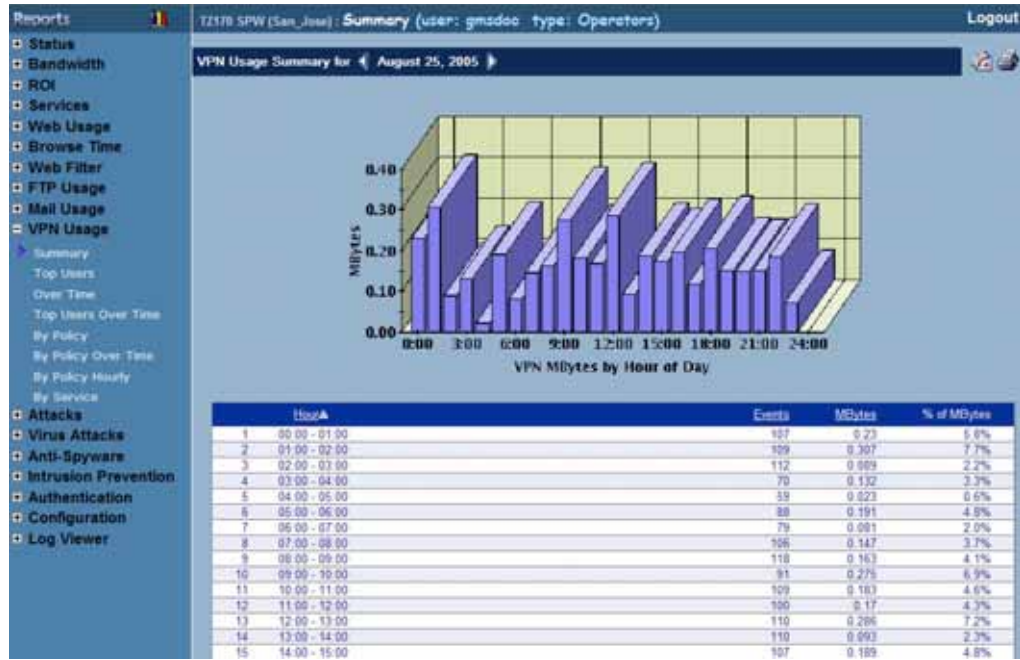 Reports
TZ170 SPW (San_Jose) : Summary (user: gmsdoo type: Operators)
Logout
Status
Bandwidth
ROI
Services
Web Usage
Browse Time
Web Filter
FTP Usage
Mail Usage
VPN Usage
Summary
Top Users
Over Time
Top Users Over Time
By Policy
By Policy Over Time
By Policy Hourly
By Service
Attacks
Virus Attacks
Anti-Spyware
Intrusion Prevention
Authentication
Configuration
Log Viewer
VPN Usage Summary for August 25, 2005
0.40
0.30
0.20
0.10
0.00
MBytes
0:00 3:00 6:00 9:00 12:00 15:00 18:00 21:00 24:00
VPN MBytes by Hour of Day
Hour Events MBytes % of MBytes
1 00:00 - 01:00 107 0.23 5.8%
2 01:00 - 02:00 109 0.307 7.7%
3 02:00 - 03:00 112 0.089 2.2%
4 03:00 - 04:00 70 0.132 3.3%
5 04:00 - 05:00 59 0.023 0.6%
6 05:00 - 06:00 88 0.191 4.8%
7 06:00 - 07:00 79 0.081 2.0%
8 07:00 - 08:00 106 0.147 3.7%
9 08:00 - 09:00 118 0.163 4.1%
10 09:00 - 10:00 91 0.275 6.9%
11 10:00 - 11:00 109 0.183 4.6%
12 11:00 - 12:00 100 0.17 4.3%
13 12:00 - 13:00 110 0.286 7.2%
14 13:00 - 14:00 110 0.093 2.3%
15 14:00 - 15:00 107 0.189 4.8%